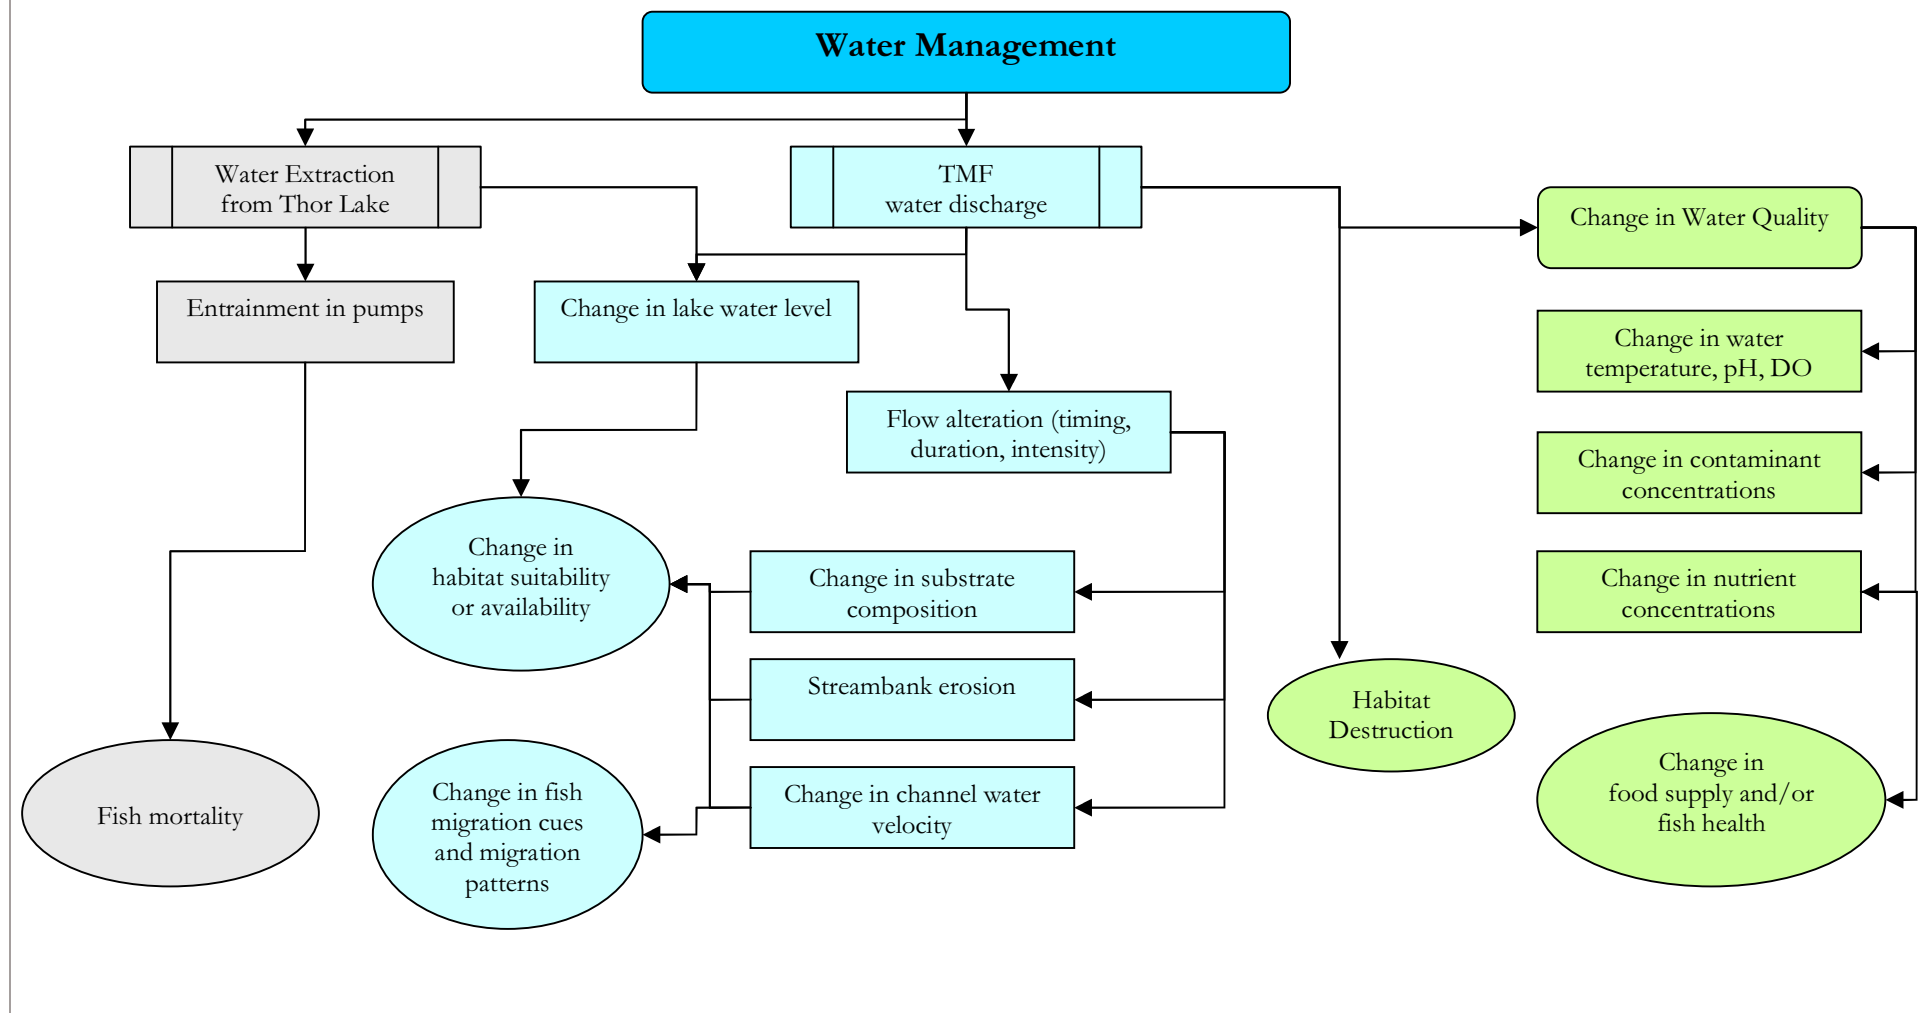 Water Management
Water Extraction
from Thor Lake
TMF
water discharge
Change in Water Quality
Entrainment in pumps
Change in lake water level
Change in water
temperature, pH, DO
Flow alteration (timing,
duration, intensity)
Change in contaminant
concentrations
Change in
habitat suitability
or availability
Change in substrate
composition
Change in nutrient
concentrations
Streambank erosion
Habitat
Destruction
Change in
food supply and/or
fish health
Fish mortality
Change in fish
migration cues
and migration
patterns
Change in channel water
velocity